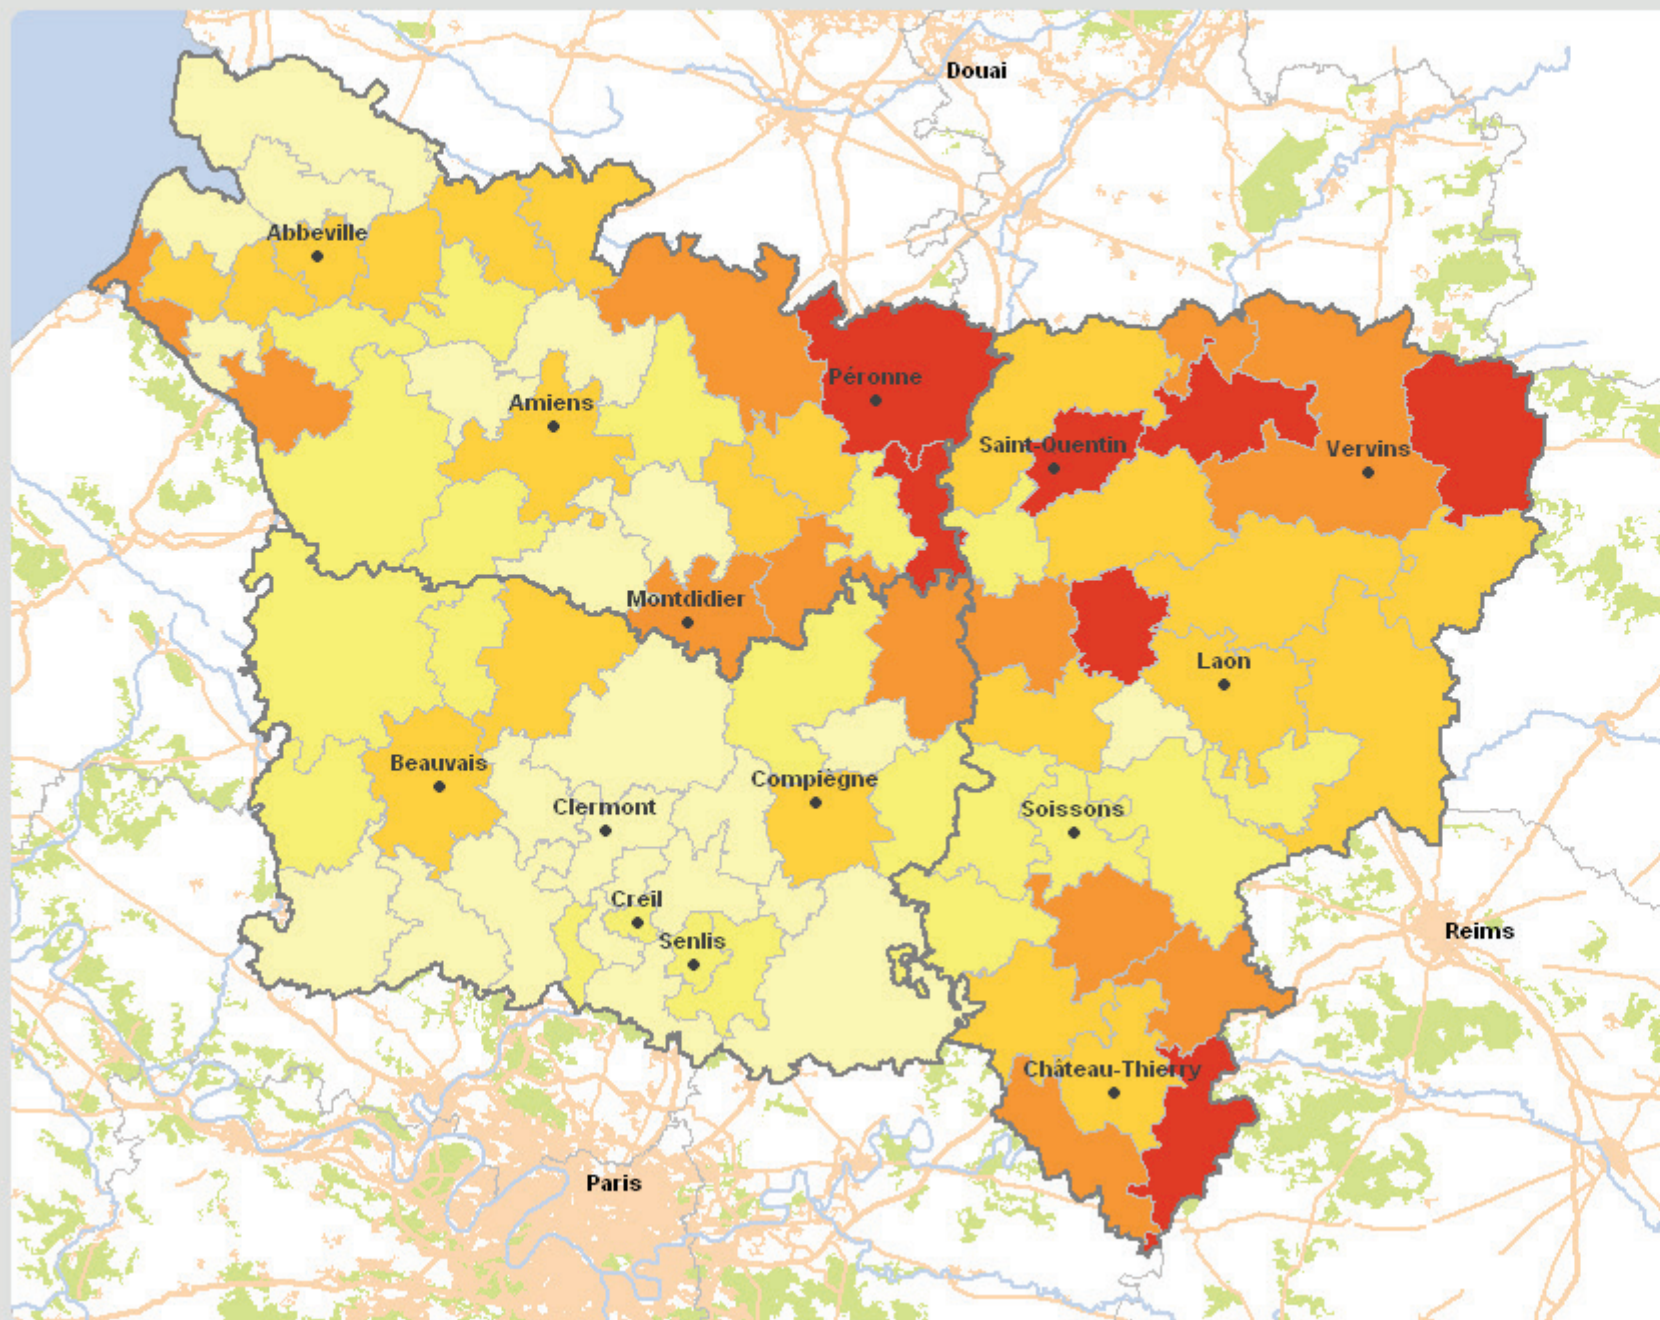 Douai
Abbeville
Péronne
Amiens
Saint-Quentin
Vervins
Montdidier
Laon
Beauvais
Compiègne
Clermont
Soissons
Creil
Senlis
Reims
Château-Thierry
Paris